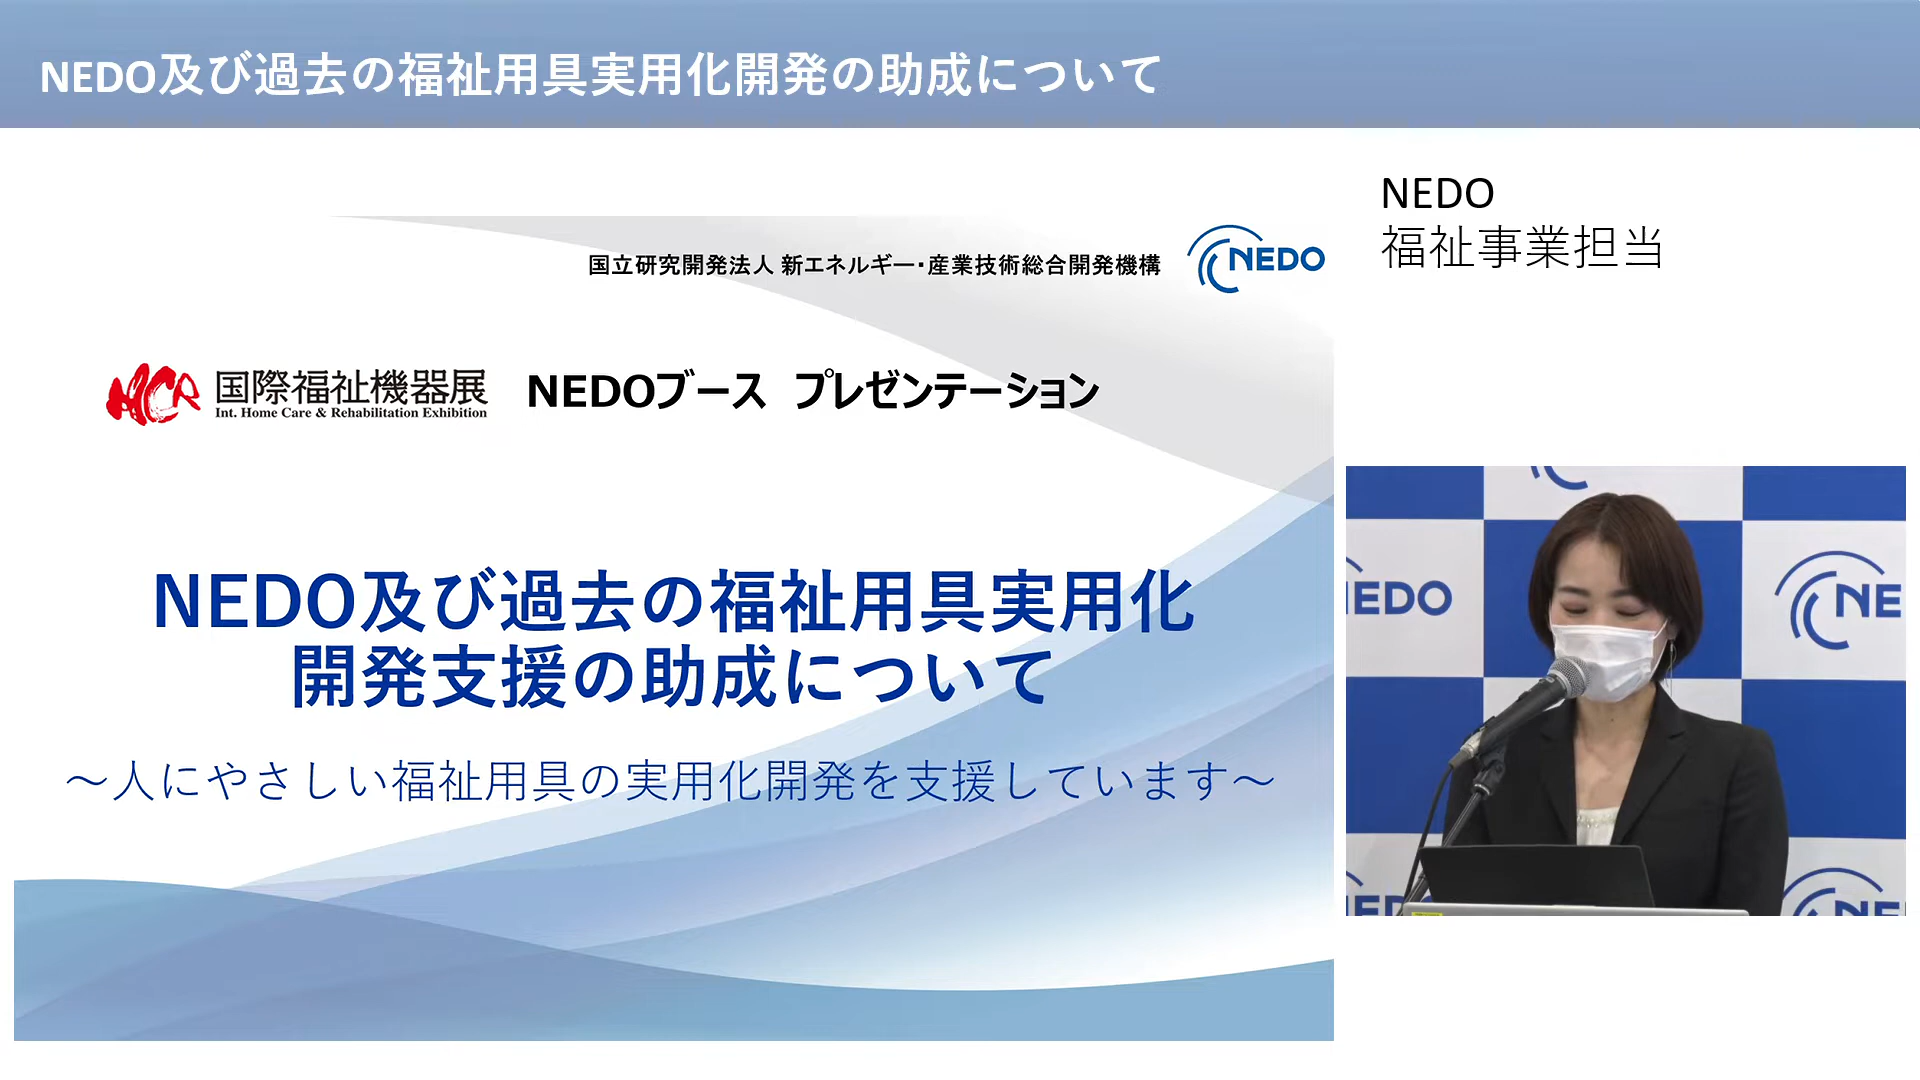 NEDO及び過去の福祉用具実用化開発の助成について
NEDO
福祉事業担当
国立研究開発法人 新エネルギー・産業技術総合開発機構
NEDO
HCR
国際福祉機器展
Int. Home Care & Rehabilitation Exhibition
NEDOブース プレゼンテーション
NEDO及び過去の福祉用具実用化
開発支援の助成について
～人にやさしい福祉用具の実用化開発を支援しています～
NEDO
NE
NEDO
NE